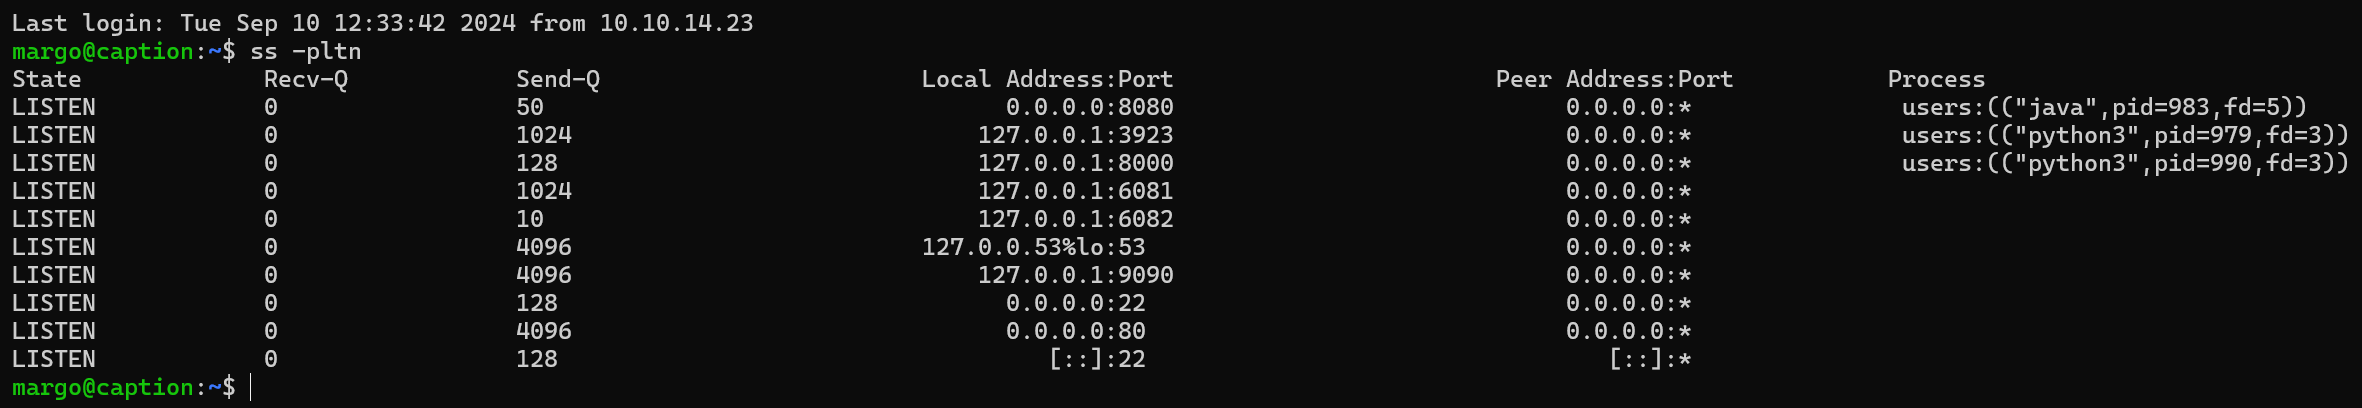 Last login: Tue Sep 10 12:33:42 2024 from 10.10.14.23
margo@caption:~$ ss -pltn
State Recv-Q Send-Q Local Address:Port Peer Address:Port Process
LISTEN 0 50 0.0.0.0:8080 0.0.0.0:* users:(("java",pid=983,fd=5))
LISTEN 0 1024 127.0.0.1:3923 0.0.0.0:* users:(("python3",pid=979,fd=3))
LISTEN 0 128 127.0.0.1:8000 0.0.0.0:* users:(("python3",pid=990,fd=3))
LISTEN 0 1024 127.0.0.1:6081 0.0.0.0:*
LISTEN 0 10 127.0.0.1:6082 0.0.0.0:*
LISTEN 0 4096 127.0.0.53%lo:53 0.0.0.0:*
LISTEN 0 4096 127.0.0.1:9090 0.0.0.0:*
LISTEN 0 128 0.0.0.0:22 0.0.0.0:*
LISTEN 0 4096 0.0.0.0:80 0.0.0.0:*
LISTEN 0 128 [::]:22 [::]:*
margo@caption:~$